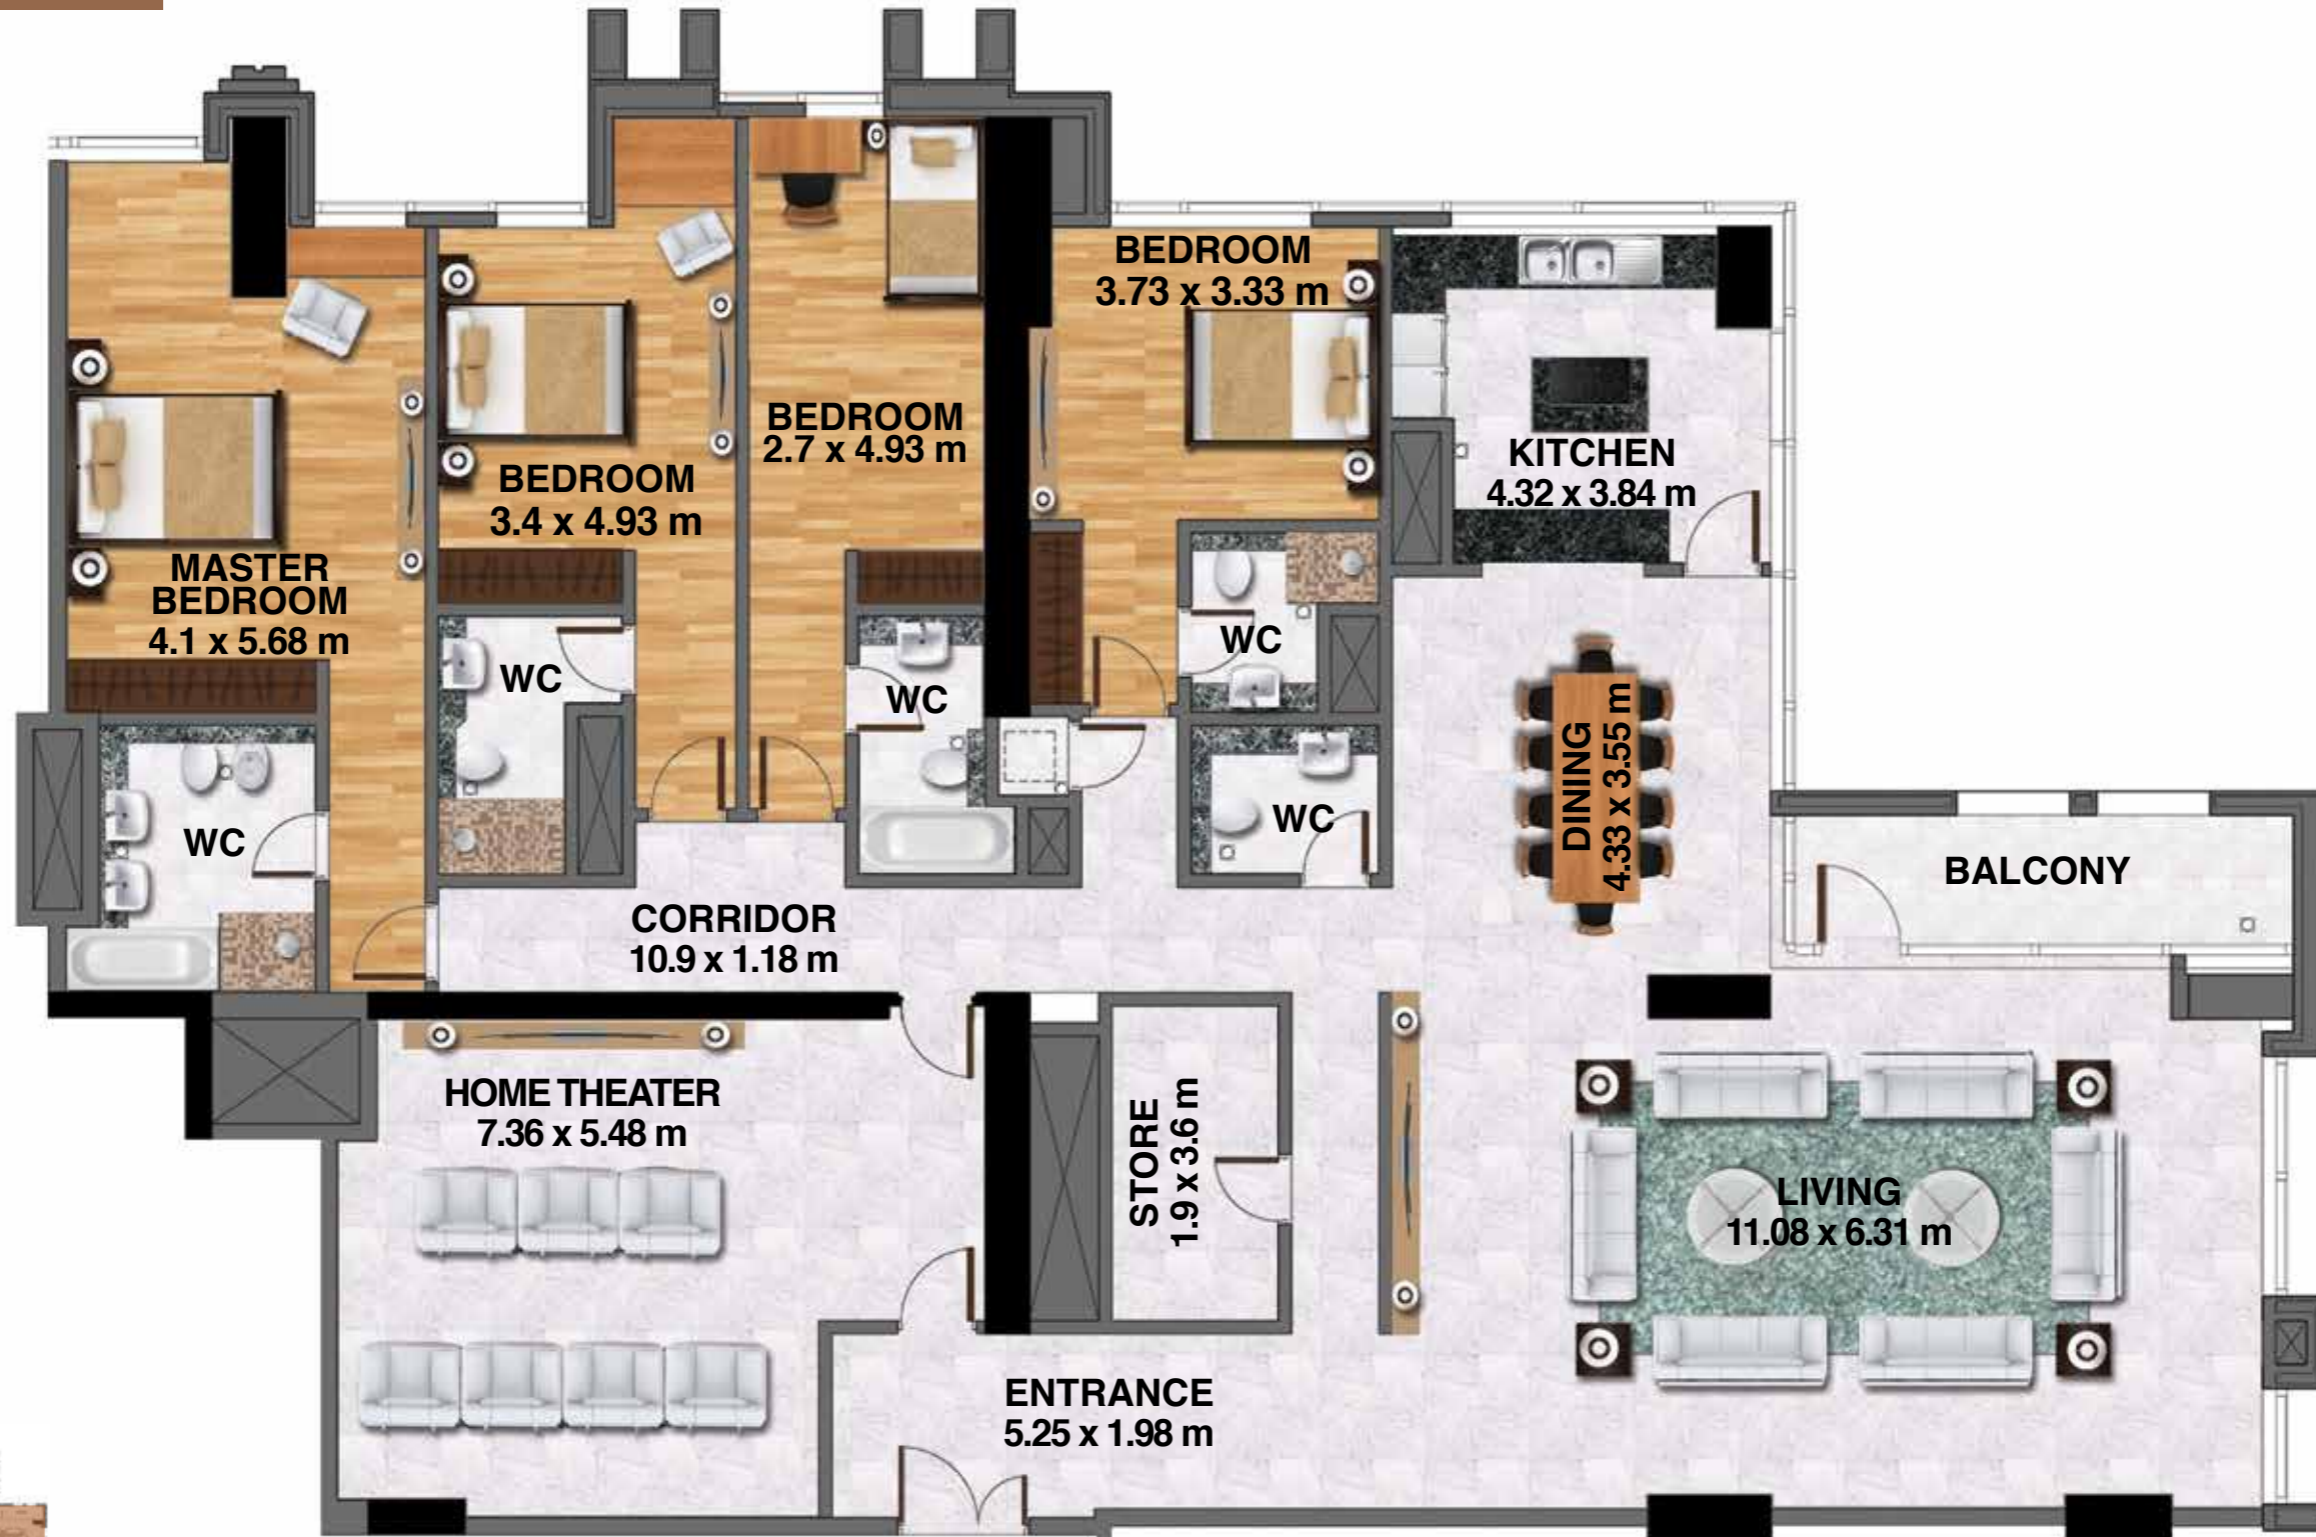 BEDROOM
3.73 x 3.33 m
BEDROOM
2.7 x 4.93 m
KITCHEN
4.32 x 3.84 m
BEDROOM
3.4 x 4.93 m
MASTER
BEDROOM
4.1 x 5.68 m
WC
WC
WC
WC
WC
DINING
4.33 x 3.55 m
BALCONY
CORRIDOR
10.9 x 1.18 m
HOME THEATER
7.36 x 5.48 m
STORE
1.9 x 3.6 m
LIVING
11.08 x 6.31 m
ENTRANCE
5.25 x 1.98 m